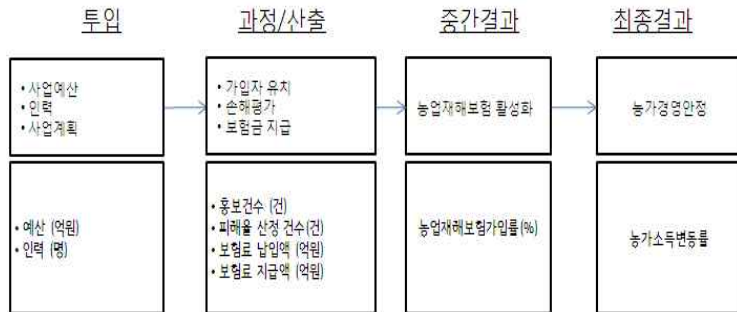 투입
과정/산출
중간결과
최종결과
• 사업예산
• 인력
• 사업계획
• 가입자 유치
• 손해평가
• 보험금 지급
농업재해보험 활성화
농가경영안정
• 예산 (억원)
• 인력 (명)
• 홍보건수 (건)
• 피해율 산정 건수(건)
• 보험료 납입액 (억원)
• 보험료 지급액 (억원)
농업재해보험가입률(%)
농가소득변동률